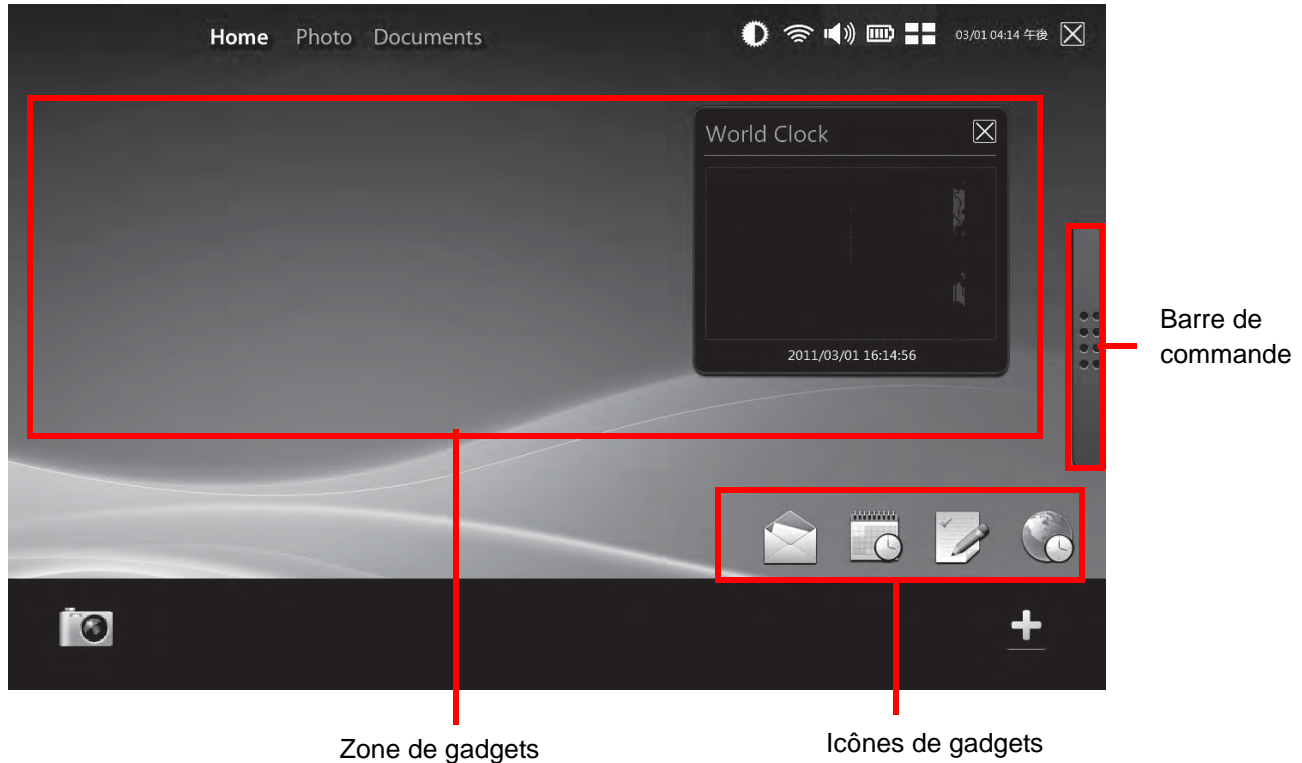 Home Photo Documents
03/01 04:14 午後
World Clock
2011/03/01 16:14:56
Barre de
commande
Zone de gadgets
Icônes de gadgets